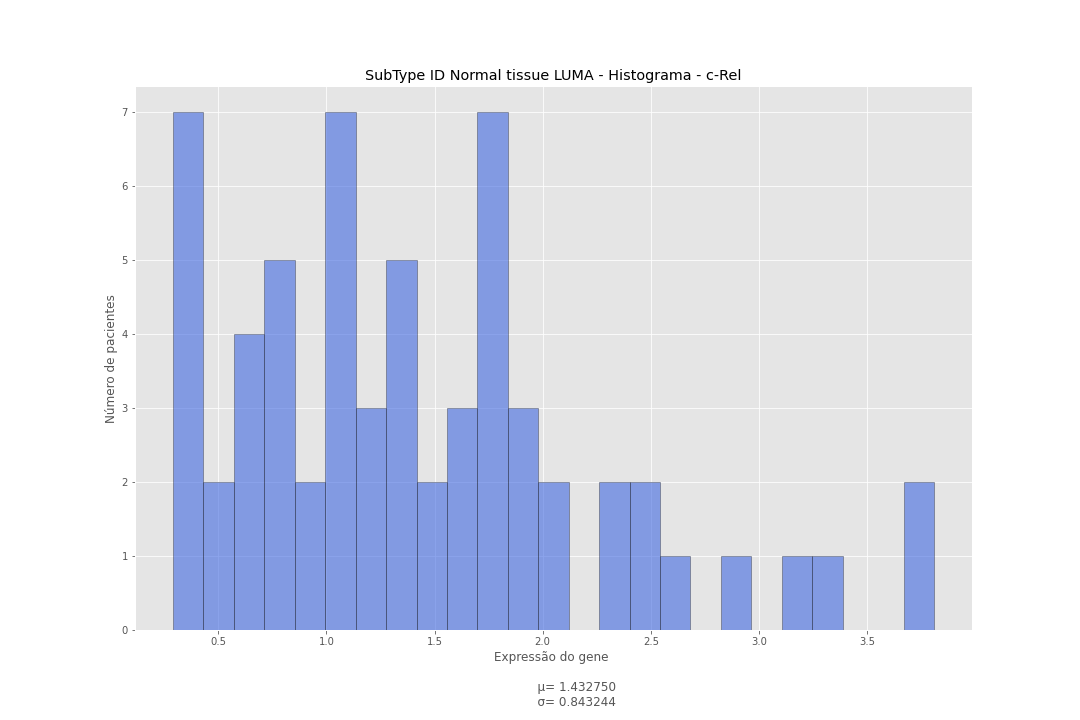 SubType ID Normal tissue LUMA - Histograma - c-Rel
7
6
5
4
3
2
1
0
Número de pacientes
0.5 1.0 1.5 2.0 2.5 3.0 3.5
Expressão do gene
μ= 1.432750
σ= 0.843244